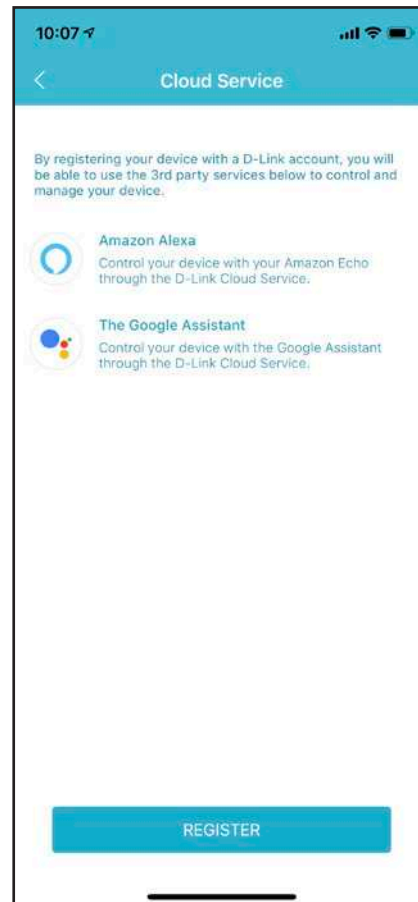 10:07
Cloud Service
By registering your device with a D-Link account, you will
be able to use the 3rd party services below to control and
manage your device.
Amazon Alexa
Control your device with your Amazon Echo
through the D-Link Cloud Service.
The Google Assistant
Control your device with the Google Assistant
through the D-Link Cloud Service.
REGISTER